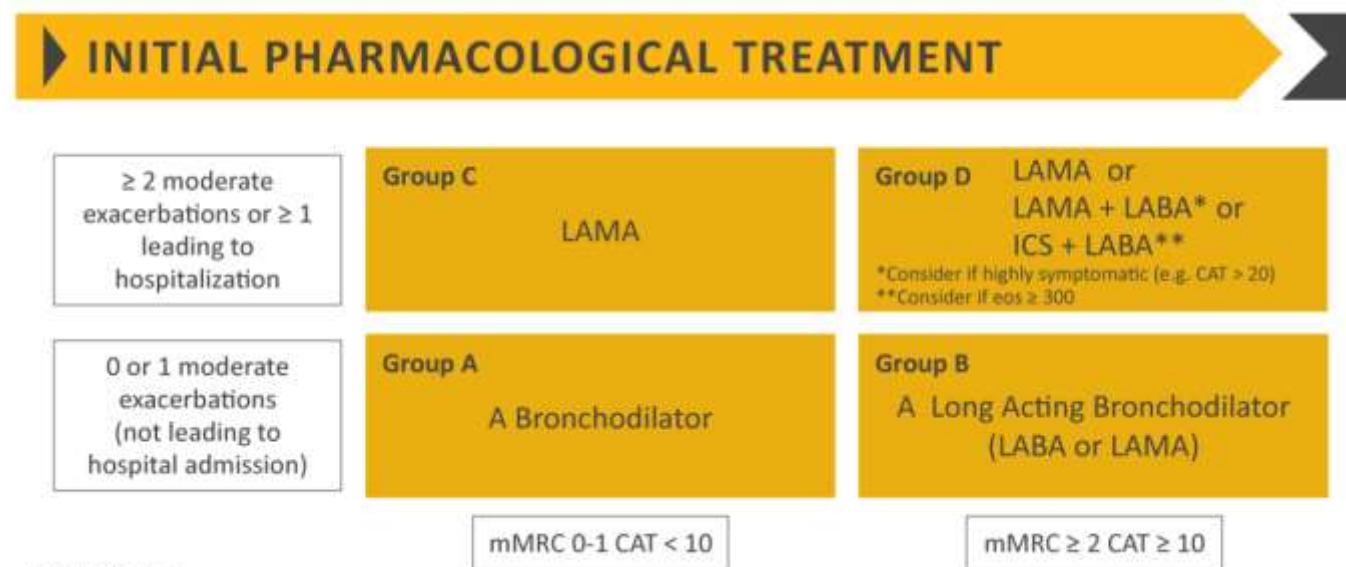 INITIAL PHARMACOLOGICAL TREATMENT
≥ 2 moderate
exacerbations or ≥ 1
leading to
hospitalization
Group C
LAMA
Group D
LAMA or
LAMA + LABA* or
ICS + LABA**
*Consider if highly symptomatic (e.g. CAT > 20)
**Consider if eos ≥ 300
0 or 1 moderate
exacerbations
(not leading to
hospital admission)
Group A
A Bronchodilator
Group B
A Long Acting Bronchodilator
(LABA or LAMA)
mMRC 0-1 CAT < 10
mMRC ≥ 2 CAT ≥ 10